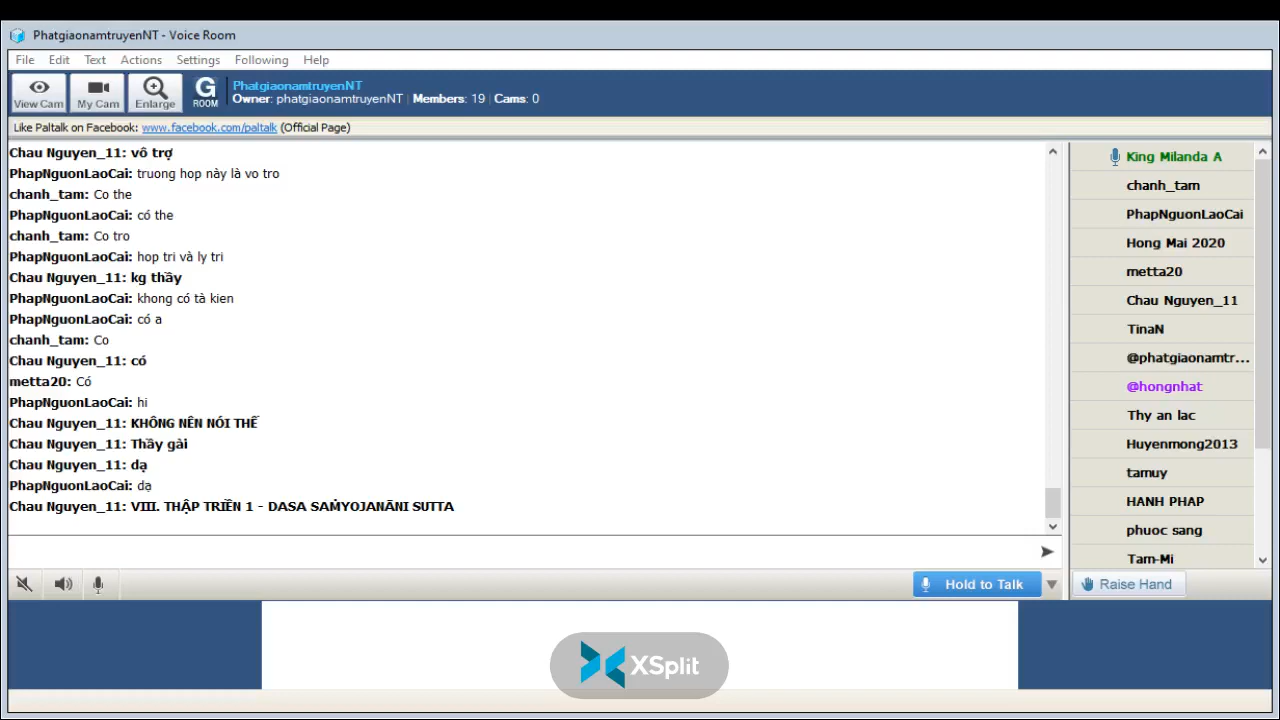 PhatgiaonamtruyenNT - Voice Room
File Edit Text Actions Settings Following Help
View Cam My Cam Enlarge G ROOM
PhatgiaonamtruyenNT
Owner: phatgiaonamtruyenNT | Members: 19 | Cams: 0
Like Paltalk on Facebook: www.facebook.com/paltalk (Official Page)
Chau Nguyen_11: vô trợ
PhapNguonLaoCai: truong hop này là vo tro
chanh_tam: Co the
PhapNguonLaoCai: có the
chanh_tam: Co tro
PhapNguonLaoCai: hop tri và ly tri
Chau Nguyen_11: kg thầy
PhapNguonLaoCai: khong có tà kien
PhapNguonLaoCai: có a
chanh_tam: Co
Chau Nguyen_11: có
metta20: Có
PhapNguonLaoCai: hi
Chau Nguyen_11: KHÔNG NÊN NÓI THẾ
Chau Nguyen_11: Thầy gài
Chau Nguyen_11: dạ
PhapNguonLaoCai: dạ
Chau Nguyen_11: VIII. THẬP TRIỀN 1 - DASA SAṀYOJANĀNI SUTTA
King Milanda A
chanh_tam
PhapNguonLaoCai
Hong Mai 2020
metta20
Chau Nguyen_11
TinaN
@phatgiaonamtr...
@hongnhat
Thy an lac
Huyenmong2013
tamuy
HANH PHAP
phuoc sang
Tam-Mi
Hold to Talk
Raise Hand
XSplit